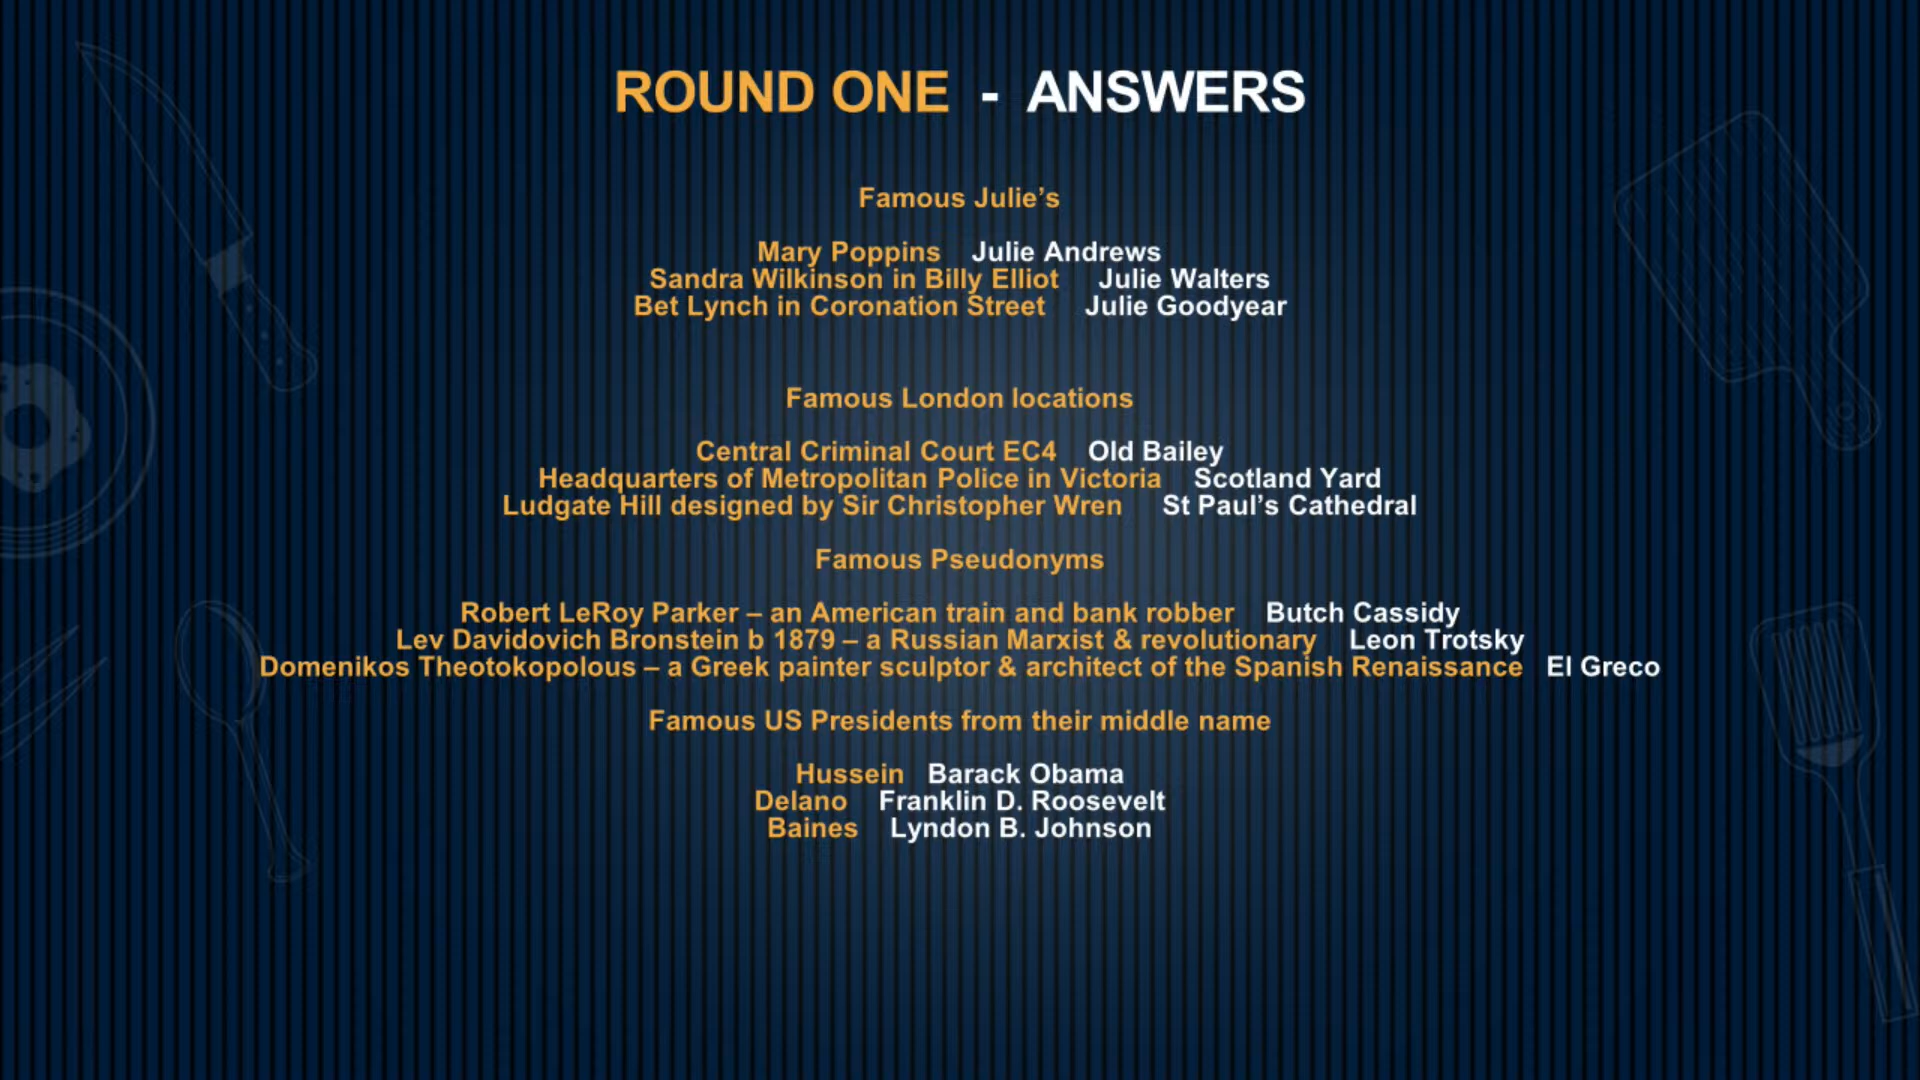 ROUND ONE - ANSWERS
Famous Julie’s
Mary Poppins Julie Andrews
Sandra Wilkinson in Billy Elliot Julie Walters
Bet Lynch in Coronation Street Julie Goodyear
Famous London locations
Central Criminal Court EC4 Old Bailey
Headquarters of Metropolitan Police in Victoria Scotland Yard
Ludgate Hill designed by Sir Christopher Wren St Paul’s Cathedral
Famous Pseudonyms
Robert LeRoy Parker – an American train and bank robber Butch Cassidy
Lev Davidovich Bronstein b 1879 – a Russian Marxist & revolutionary Leon Trotsky
Domenikos Theotokopolous – a Greek painter sculptor & architect of the Spanish Renaissance El Greco
Famous US Presidents from their middle name
Hussein Barack Obama
Delano Franklin D. Roosevelt
Baines Lyndon B. Johnson